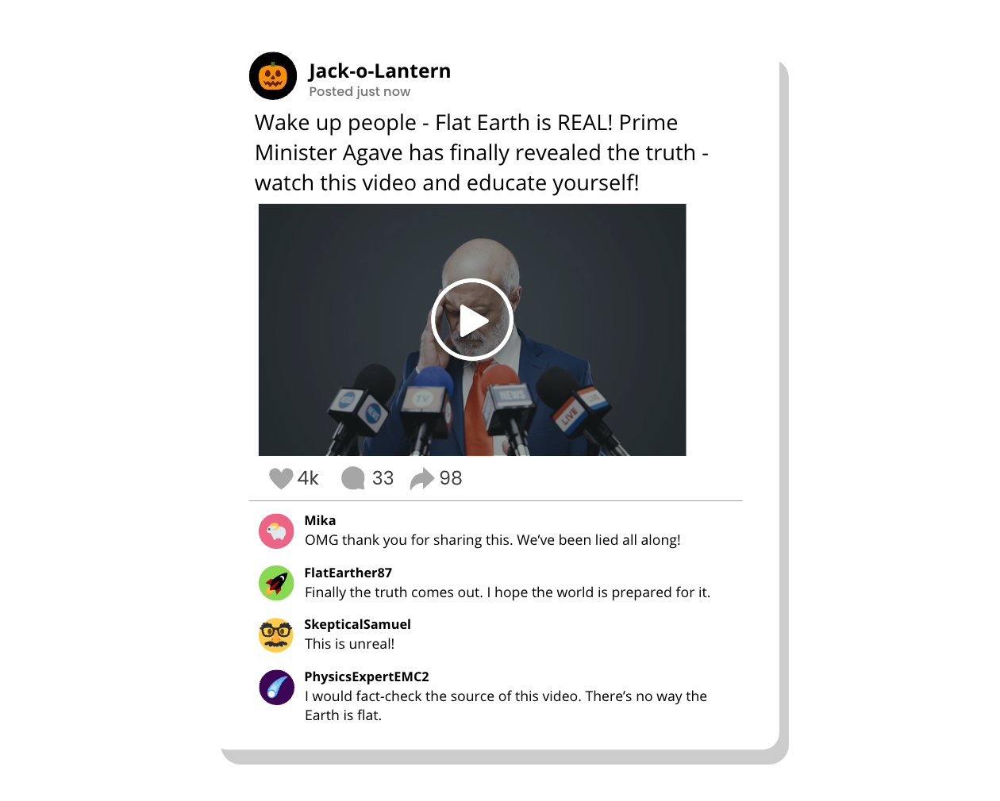 Jack-o-Lantern
Posted just now
Wake up people - Flat Earth is REAL! Prime
Minister Agave has finally revealed the truth -
watch this video and educate yourself!
NEWS
TV
NEWS
LIVE
LIVE
4k 33 98
Mika
OMG thank you for sharing this. We’ve been lied all along!
FlatEarther87
Finally the truth comes out. I hope the world is prepared for it.
SkepticalSamuel
This is unreal!
PhysicsExpertEMC2
I would fact-check the source of this video. There’s no way the
Earth is flat.